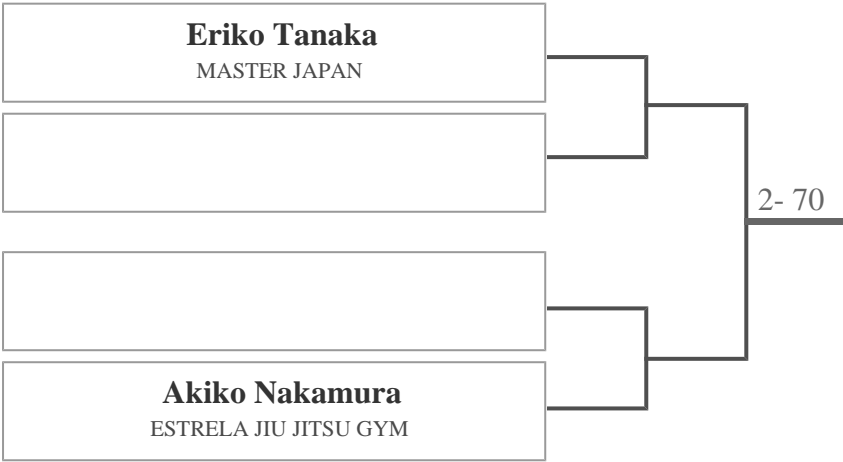 Eriko Tanaka
MASTER JAPAN
2- 70
Akiko Nakamura
ESTRELA JIU JITSU GYM